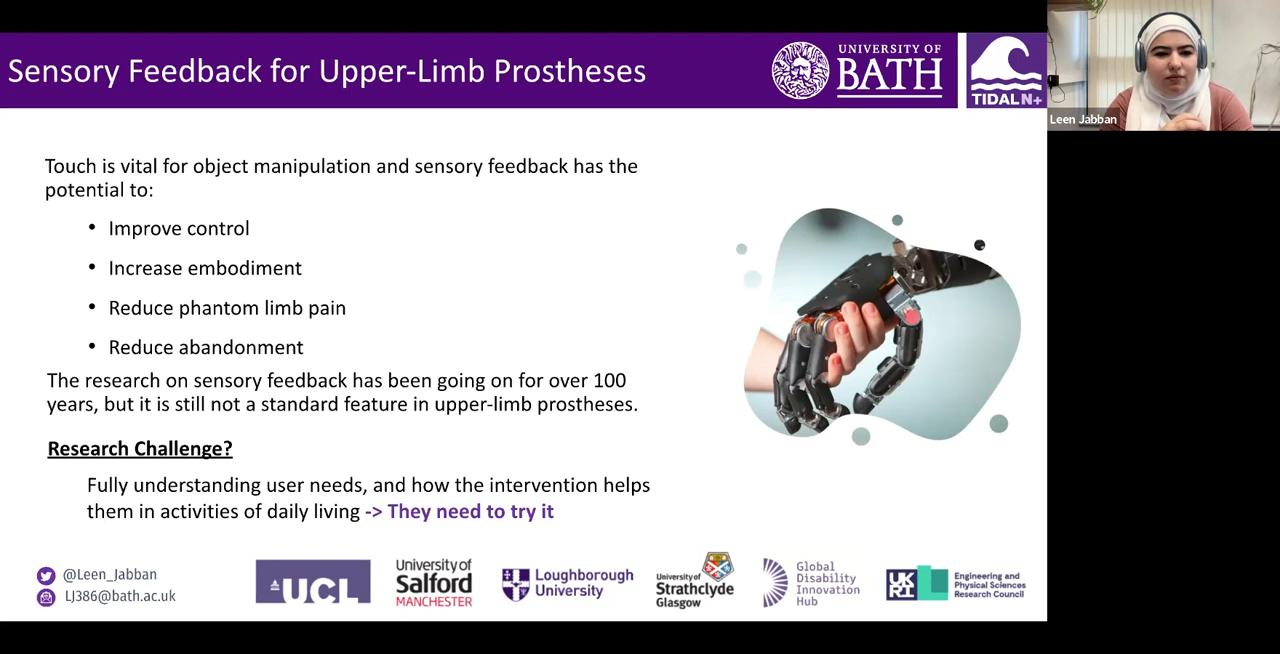 Sensory Feedback for Upper-Limb Prostheses
UNIVERSITY OF
BATH
TIDAL N+
Leen Jabban
Touch is vital for object manipulation and sensory feedback has the
potential to:
• Improve control
• Increase embodiment
• Reduce phantom limb pain
• Reduce abandonment
The research on sensory feedback has been going on for over 100
years, but it is still not a standard feature in upper-limb prostheses.
Research Challenge?
Fully understanding user needs, and how the intervention helps
them in activities of daily living -> They need to try it
@Leen_Jabban
LJ386@bath.ac.uk
UCL
University of
Salford
MANCHESTER
Loughborough
University
University of
Strathclyde
Glasgow
Global
Disability
Innovation
Hub
UK
RI
Engineering and
Physical Sciences
Research Council